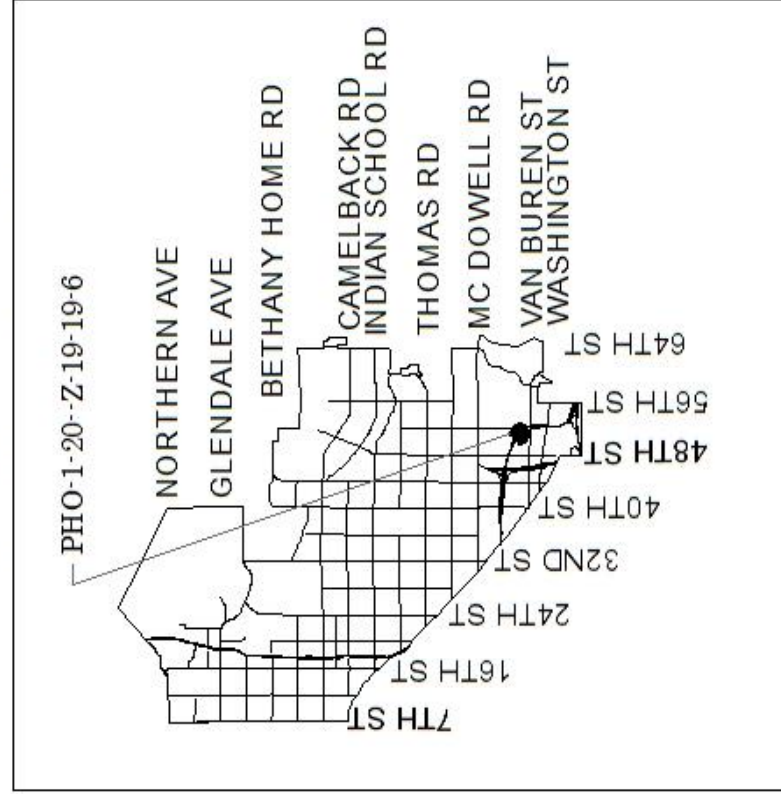 PHO-1-20--Z-19-19-6
NORTHERN AVE
GLENDALE AVE
BETHANY HOME RD
CAMELBACK RD
INDIAN SCHOOL RD
THOMAS RD
MC DOWELL RD
VAN BUREN ST
WASHINGTON ST
64TH ST
56TH ST
48TH ST
40TH ST
32ND ST
24TH ST
16TH ST
7TH ST